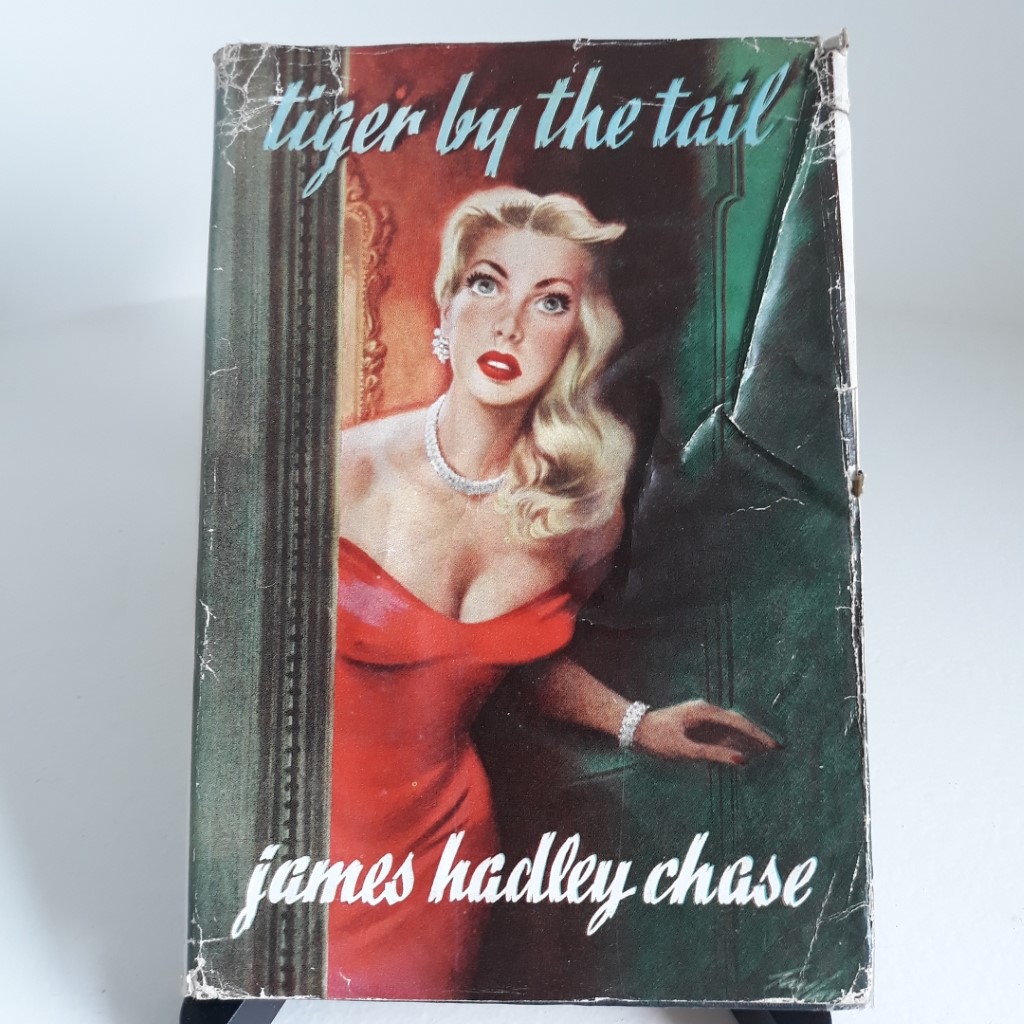 tiger by the tail
james hadley chase